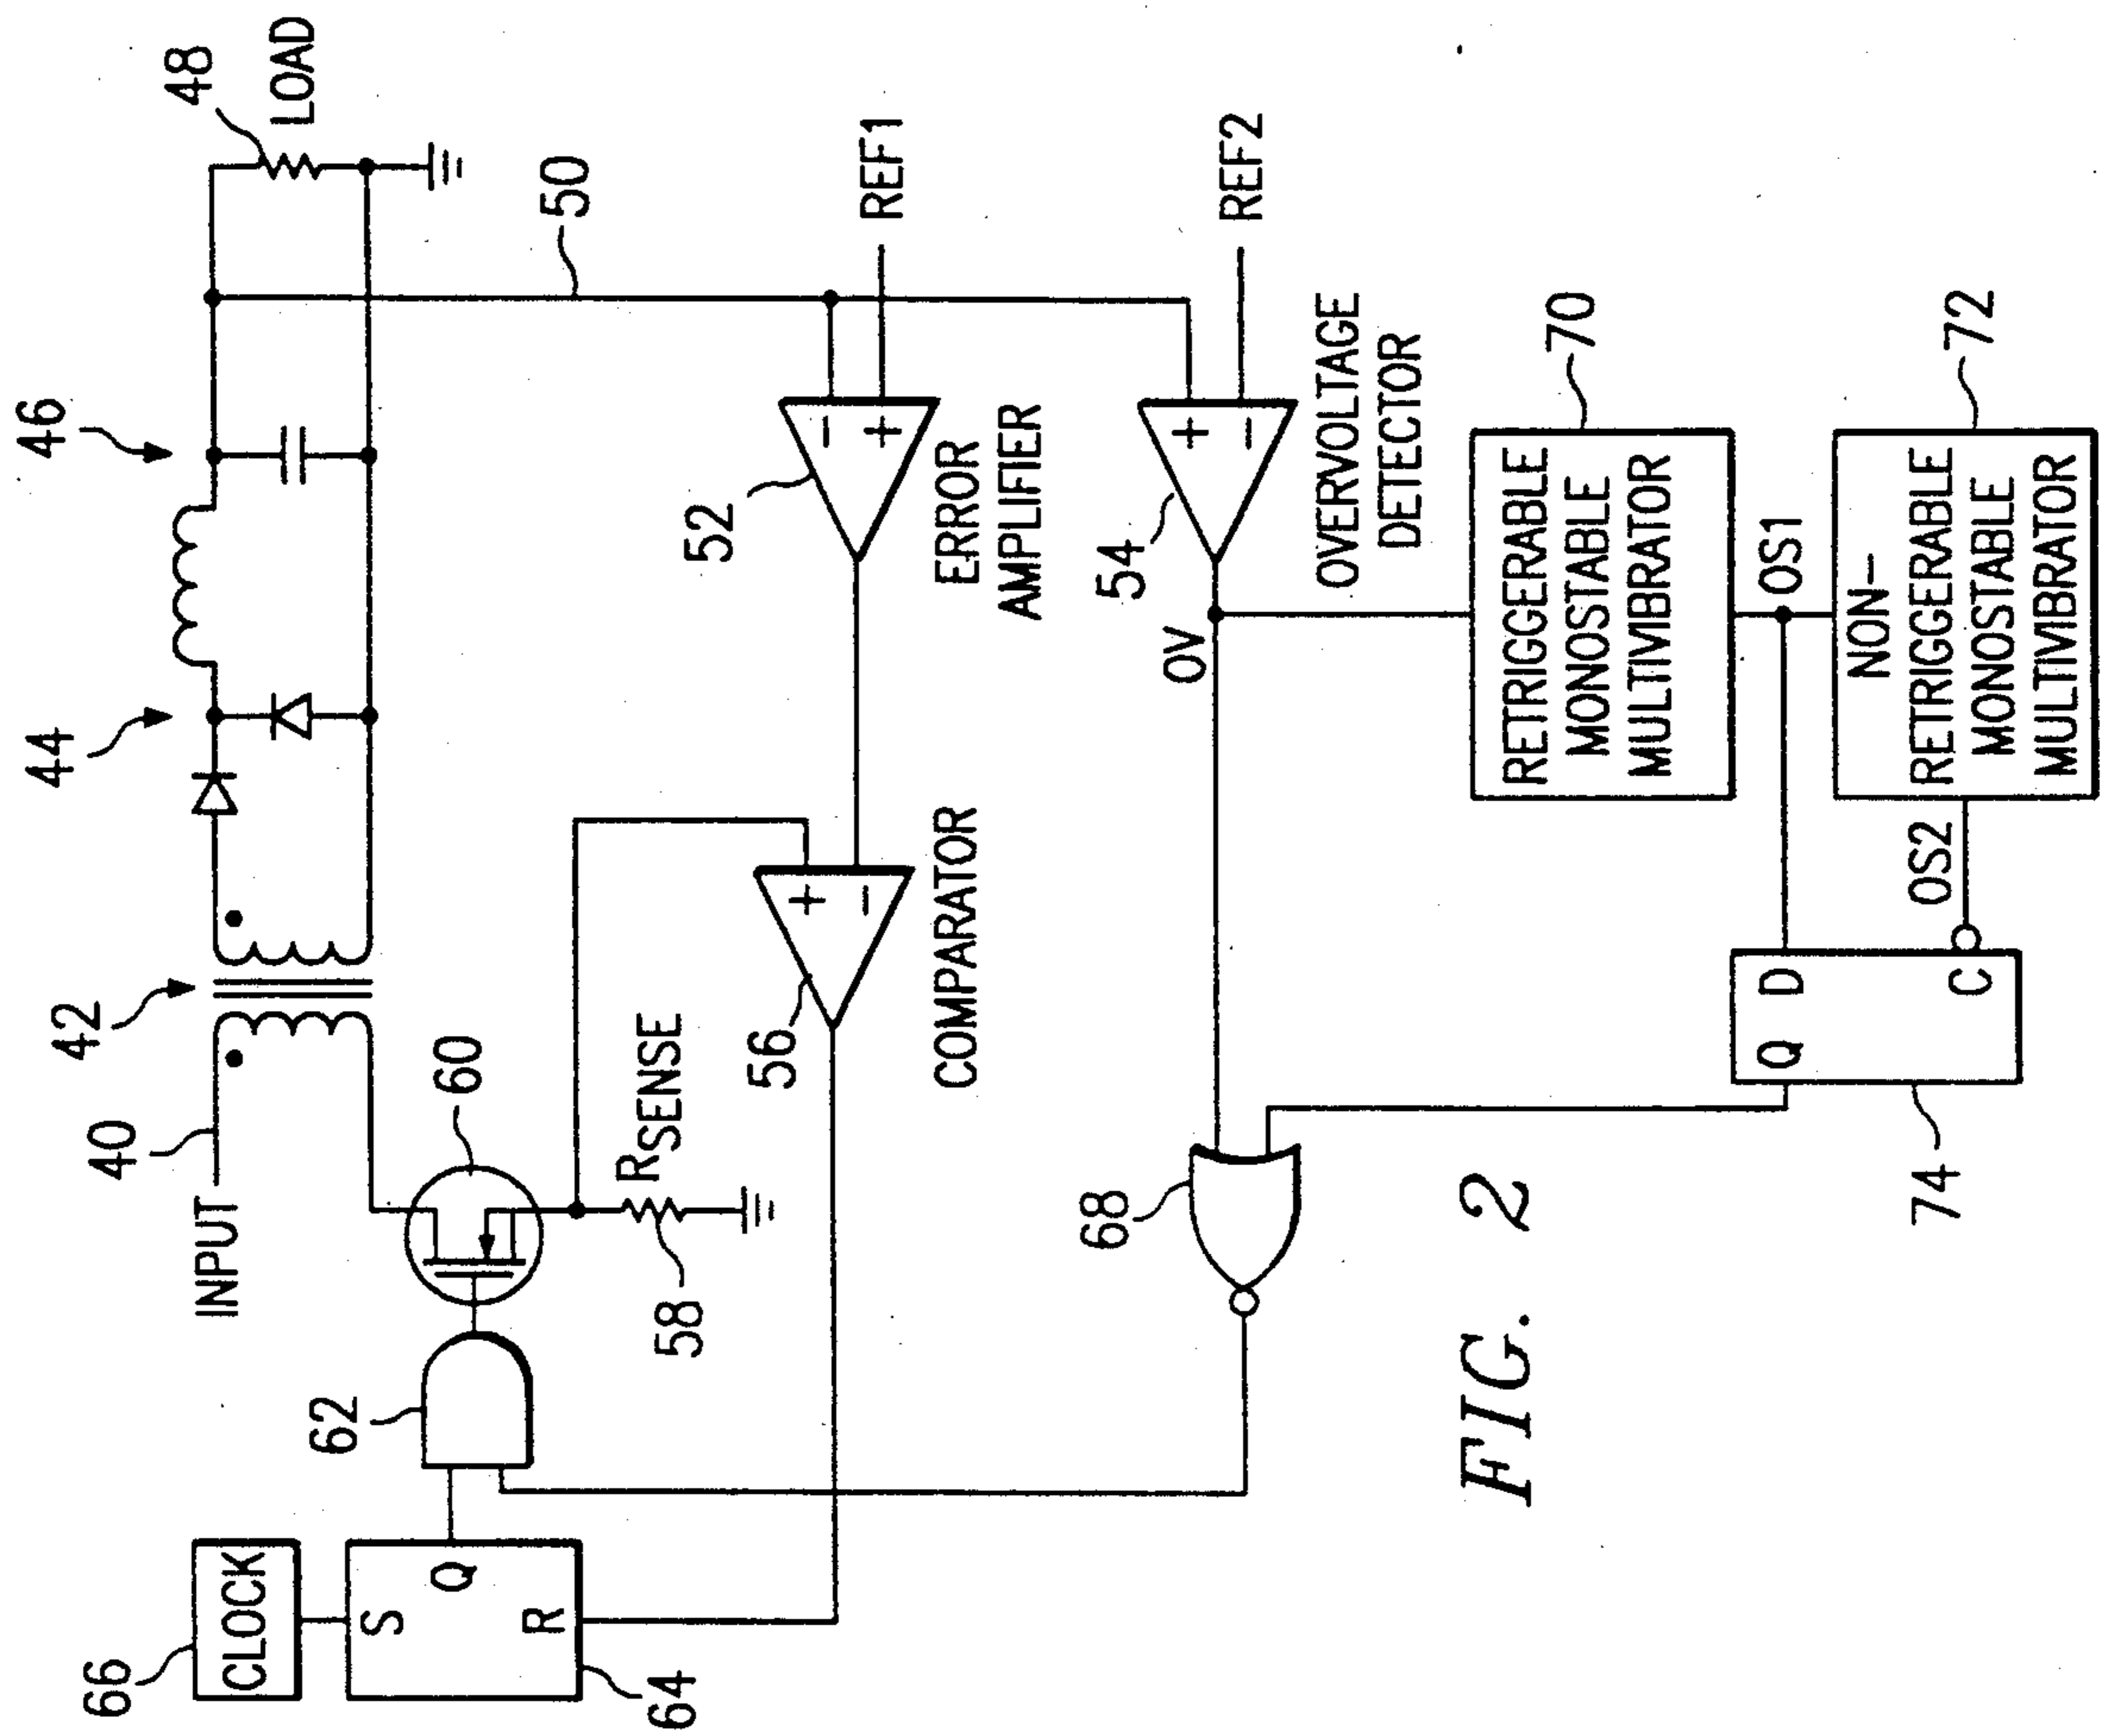 66
CLOCK
S
Q
R
64
62
INPUT
40
42
44
46
48
LOAD
60
58
RSENSE
50
56
+
−
COMPARATOR
52
−
+
ERROR
AMPLIFIER
REF1
68
OV
54
+
−
OVERVOLTAGE
DETECTOR
REF2
RETRIGGERABLE
MONOSTABLE
MULTIVIBRATOR
70
OS1
NON-
RETRIGGERABLE
MONOSTABLE
MULTIVIBRATOR
72
OS2
Q D
C
74
FIG. 2